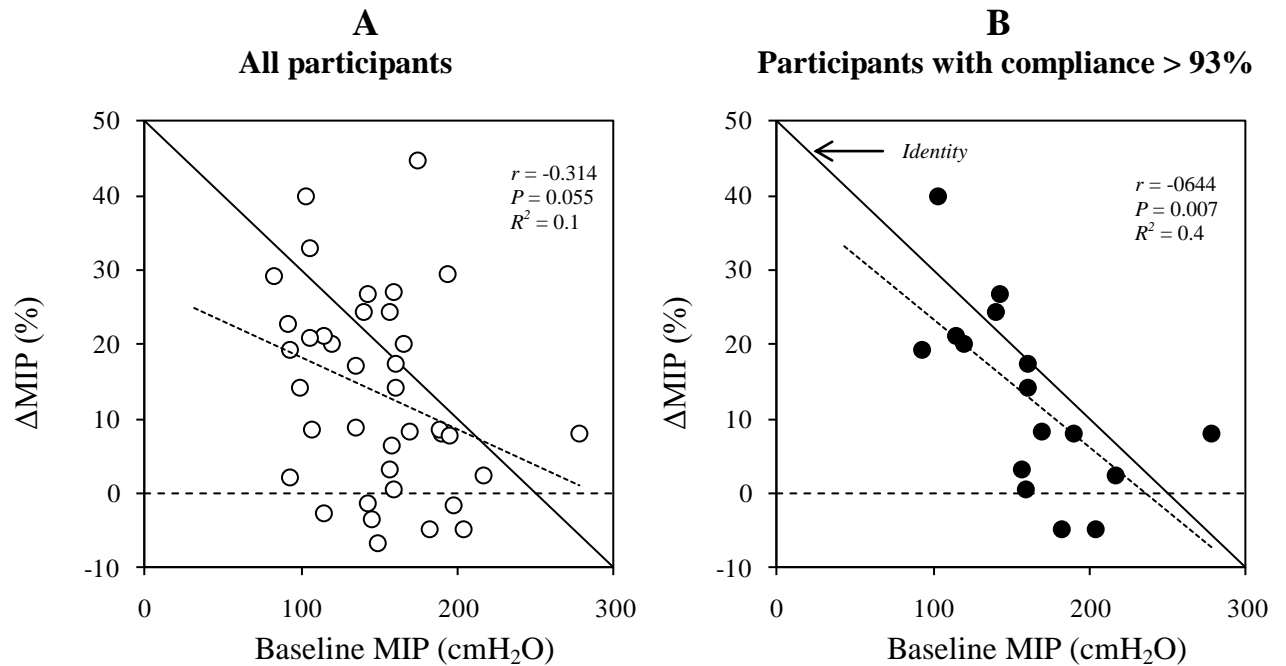 A
All participants
50
40
30
20
10
0
-10
ΔMIP (%)
r = -0.314
P = 0.055
R² = 0.1
0 100 200 300
Baseline MIP (cmH₂O)
B
Participants with compliance > 93%
50
40
30
20
10
0
-10
ΔMIP (%)
Identity
r = -0644
P = 0.007
R² = 0.4
0 100 200 300
Baseline MIP (cmH₂O)